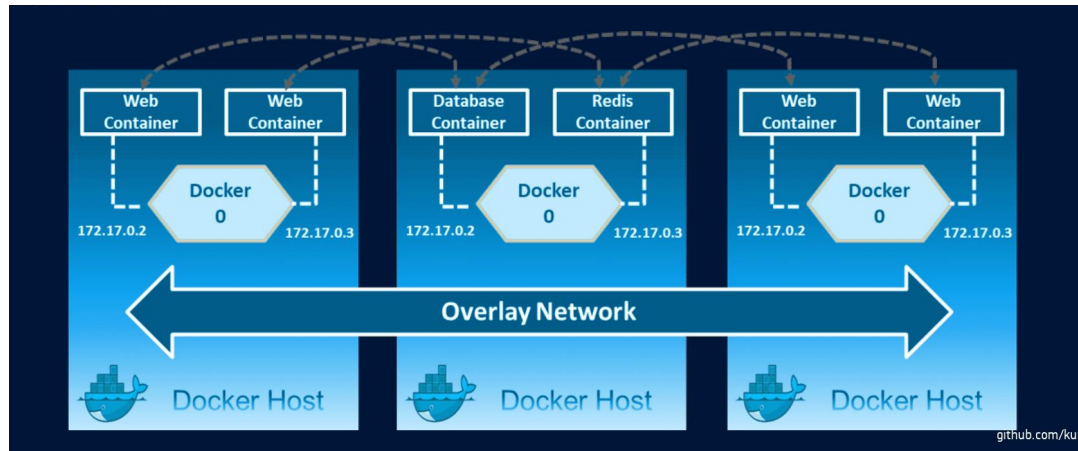 Web
Container
Web
Container
Database
Container
Redis
Container
Web
Container
Web
Container
Docker
0
Docker
0
Docker
0
172.17.0.2
172.17.0.3
172.17.0.2
172.17.0.3
172.17.0.2
172.17.0.3
Overlay Network
Docker Host
Docker Host
Docker Host
github.com/ku